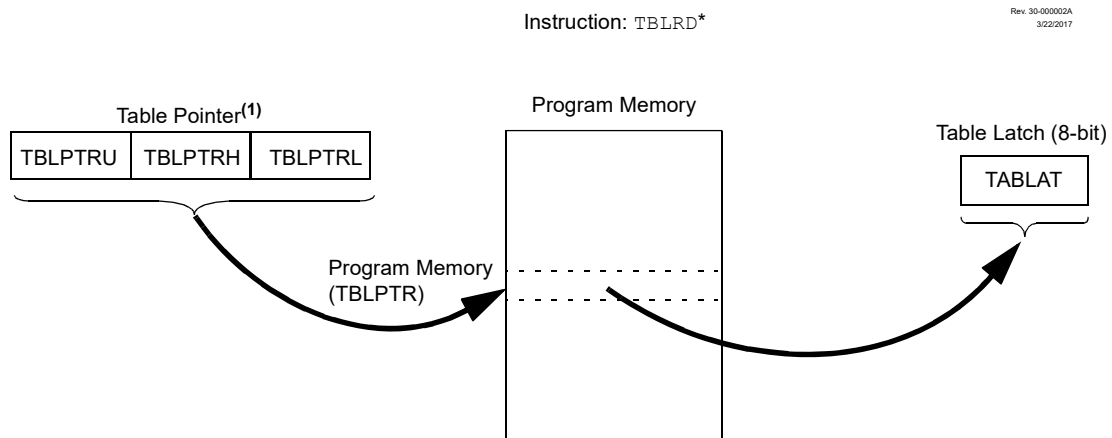 Instruction: TBLRD*
Rev. 30-000002A
3/22/2017
Table Pointer(1)
TBLPTRU TBLPTRH TBLPTRL
Program Memory
Table Latch (8-bit)
TABLAT
Program Memory
(TBLPTR)